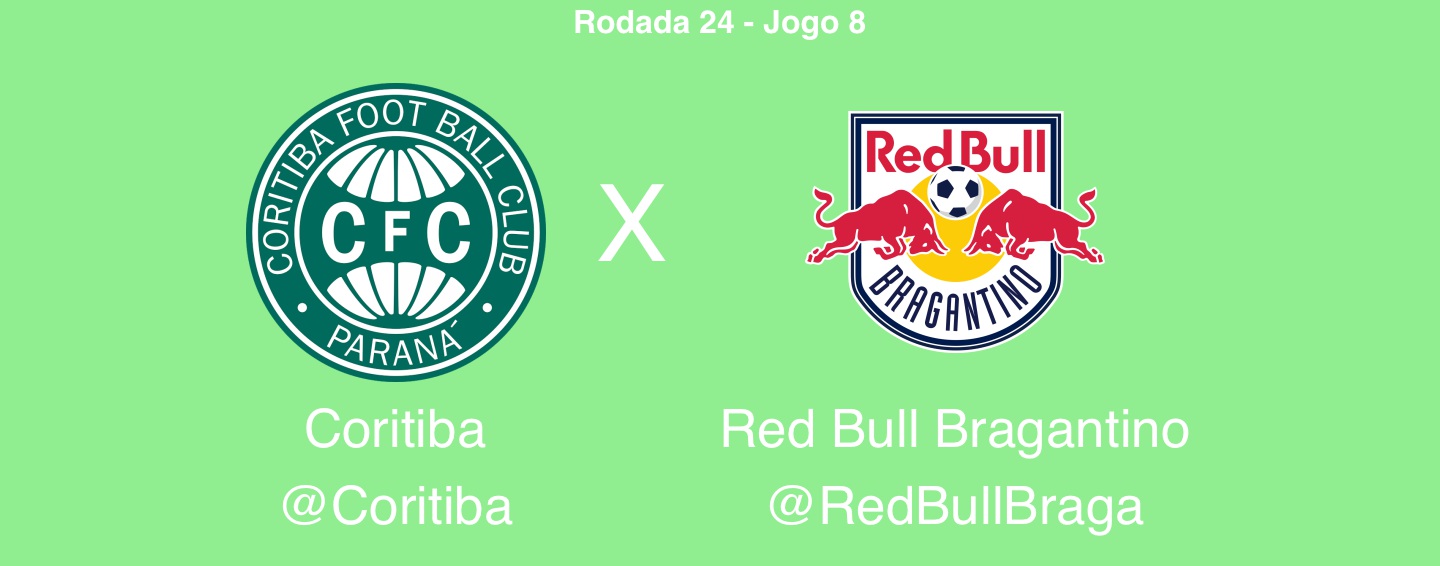 Rodada 24 - Jogo 8
CORITIBA FOOT BALL CLUB
CFC
PARANÁ
X
Red Bull
BRAGANTINO
Coritiba
Red Bull Bragantino
@Coritiba
@RedBullBraga